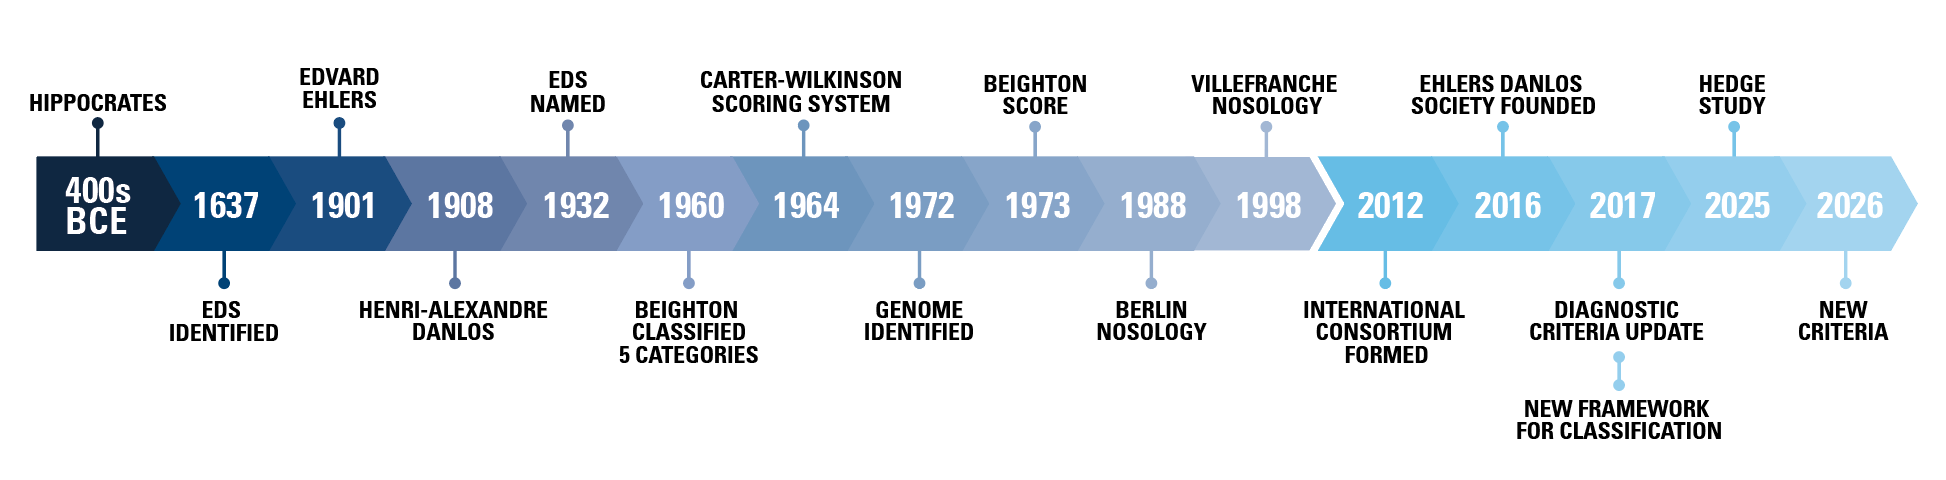 HIPPOCRATES
EDVARD
EHLERS
EDS
NAMED
CARTER-WILKINSON
SCORING SYSTEM
BEIGHTON
SCORE
VILLEFRANCHE
NOSOLOGY
EHLERS DANLOS
SOCIETY FOUNDED
HEDGE
STUDY
400s
BCE
1637
1901
1908
1932
1960
1964
1972
1973
1988
1998
2012
2016
2017
2025
2026
EDS
IDENTIFIED
HENRI-ALEXANDRE
DANLOS
BEIGHTON
CLASSIFIED
5 CATEGORIES
GENOME
IDENTIFIED
BERLIN
NOSOLOGY
INTERNATIONAL
CONSORTIUM
FORMED
DIAGNOSTIC
CRITERIA UPDATE
NEW FRAMEWORK
FOR CLASSIFICATION
NEW
CRITERIA